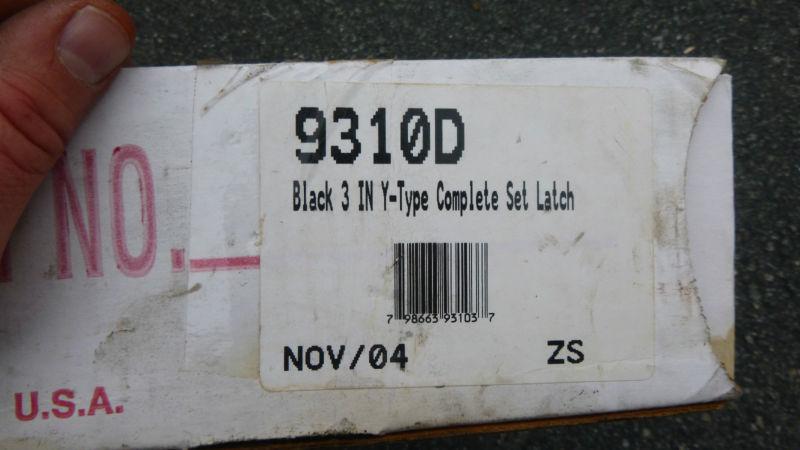 9310D
Black 3 IN Y-Type Complete Set Latch
7 98663 93103 7
NOV/04 ZS
NO.
U.S.A.